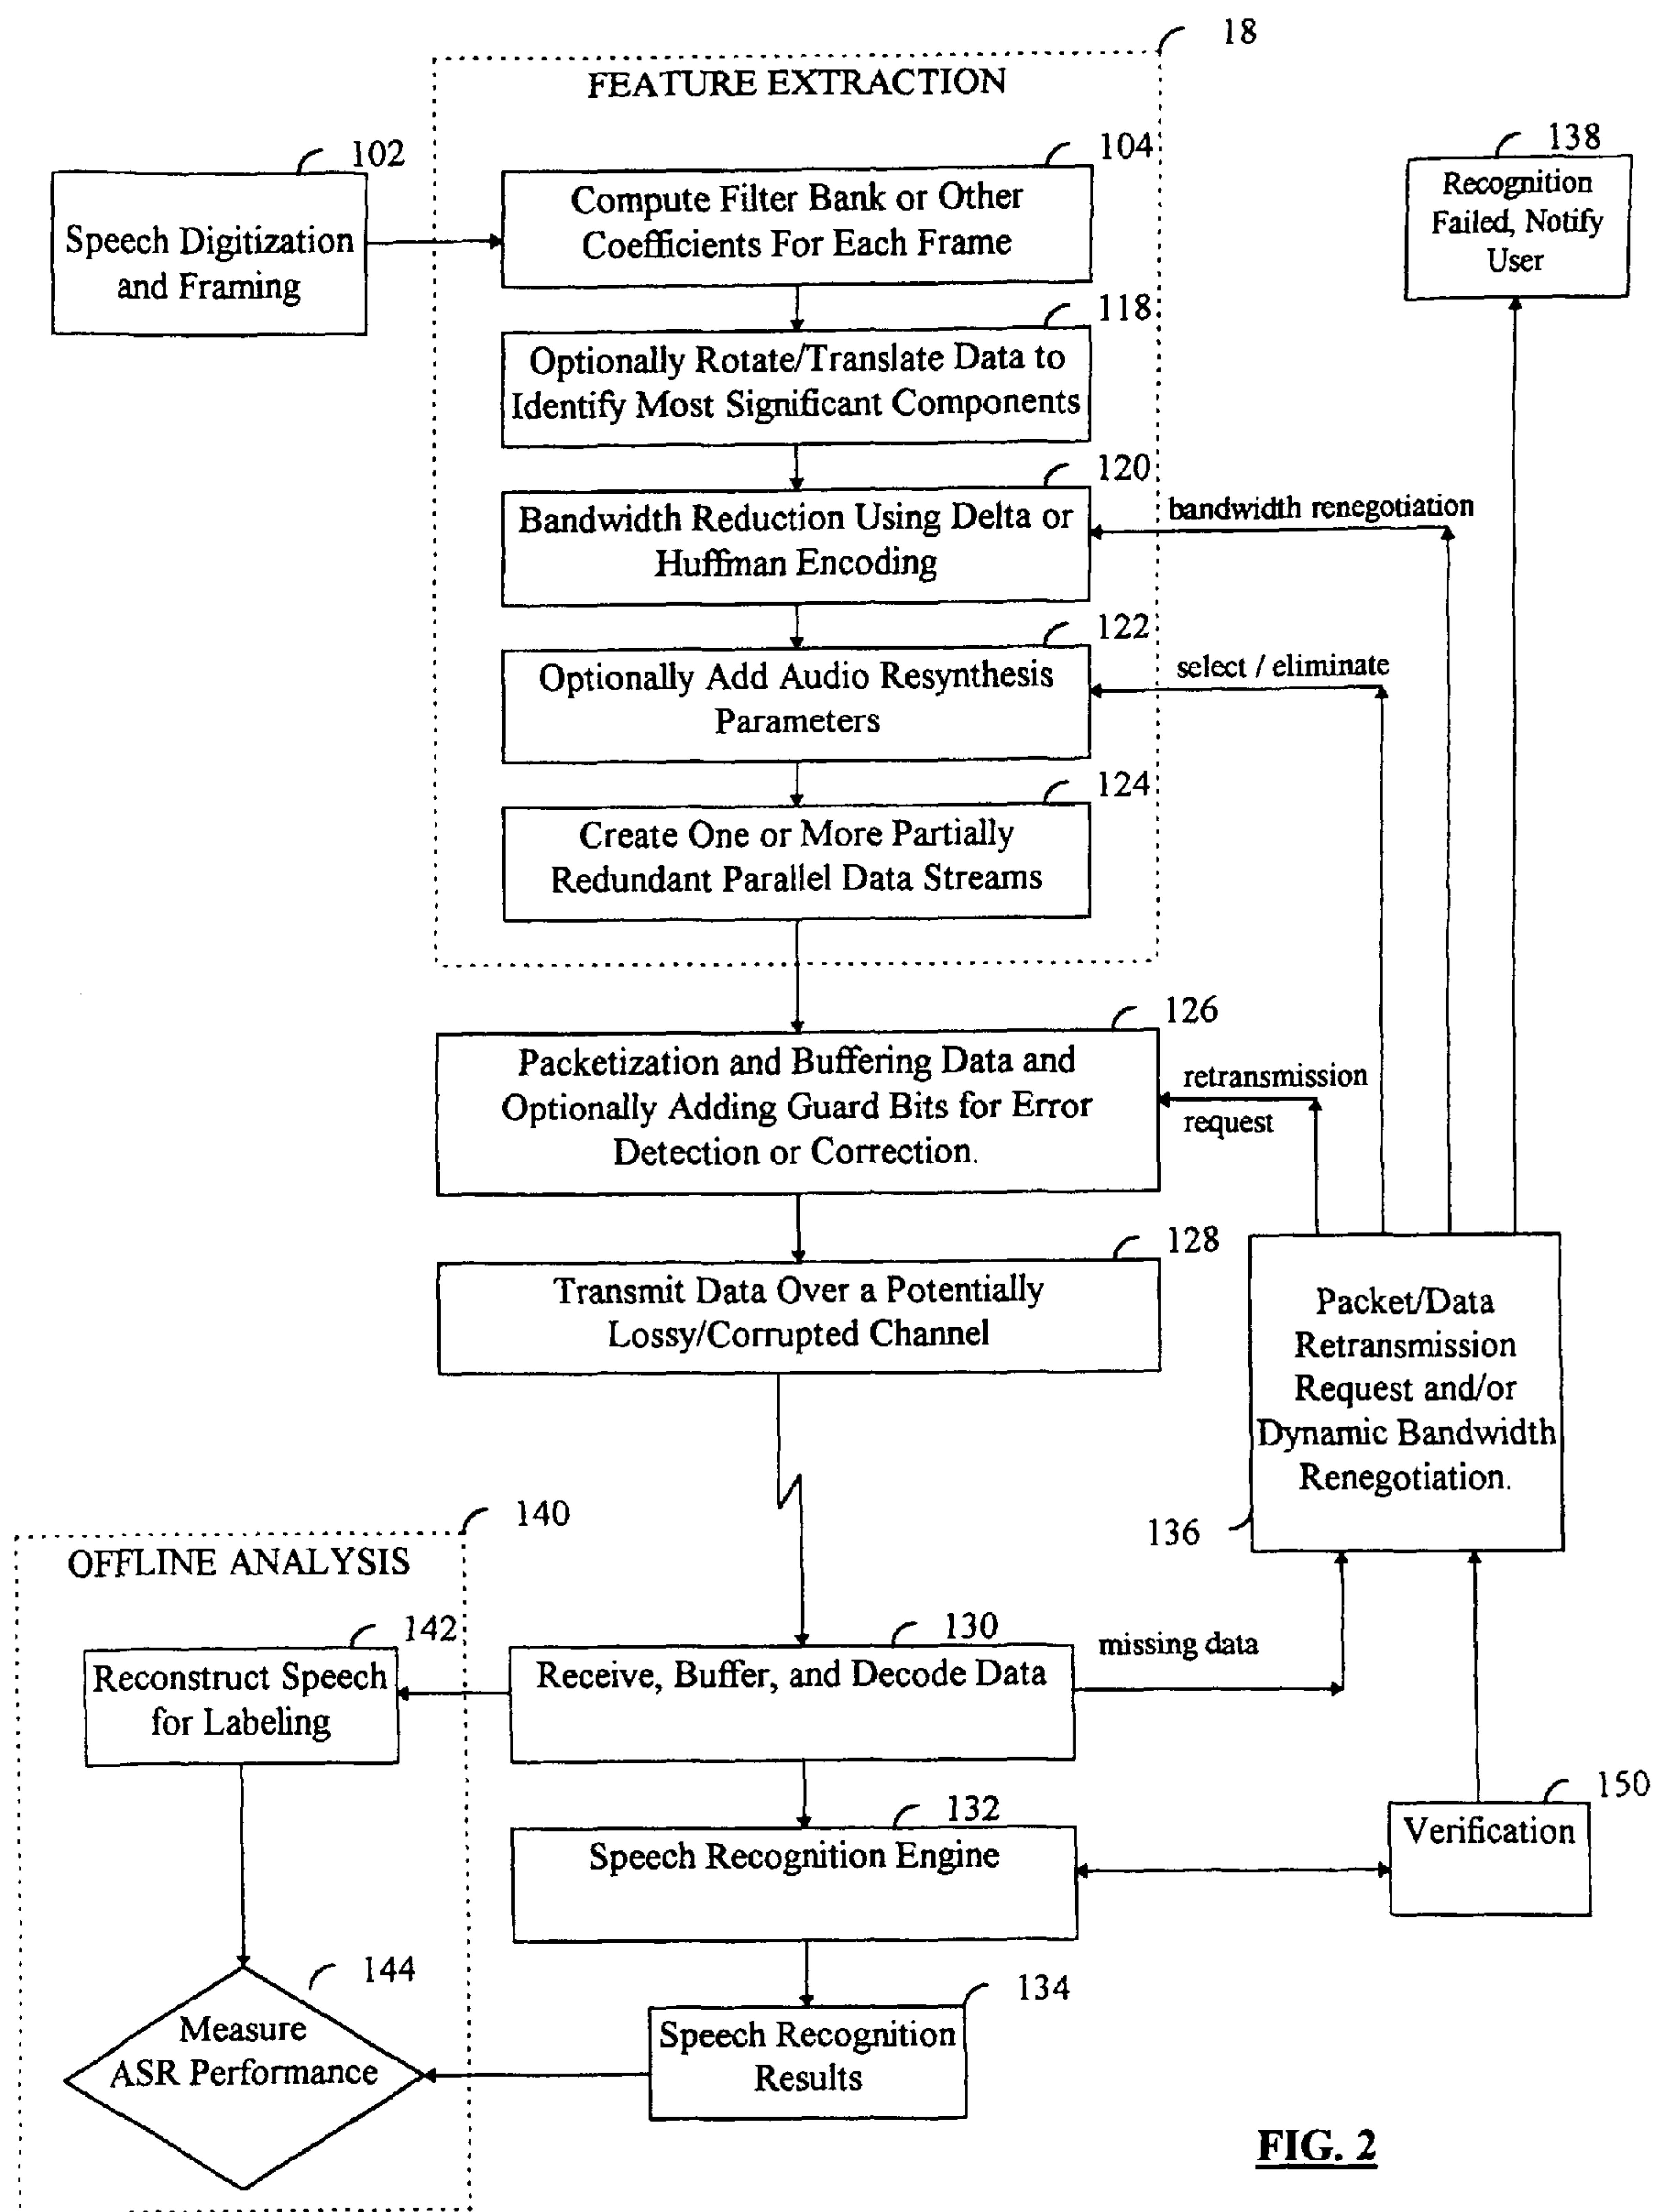 18
FEATURE EXTRACTION
102
Speech Digitization
and Framing
104
Compute Filter Bank or Other
Coefficients For Each Frame
138
Recognition
Failed, Notify
User
118
Optionally Rotate/Translate Data to
Identify Most Significant Components
120
Bandwidth Reduction Using Delta or
Huffman Encoding
bandwidth renegotiation
122
Optionally Add Audio Resynthesis
Parameters
select / eliminate
124
Create One or More Partially
Redundant Parallel Data Streams
126
Packetization and Buffering Data and
Optionally Adding Guard Bits for Error
Detection or Correction.
retransmission
request
128
Transmit Data Over a Potentially
Lossy/Corrupted Channel
Packet/Data
Retransmission
Request and/or
Dynamic Bandwidth
Renegotiation.
136
140
OFFLINE ANALYSIS
142
Reconstruct Speech
for Labeling
130
Receive, Buffer, and Decode Data
missing data
132
Speech Recognition Engine
150
Verification
144
Measure
ASR Performance
134
Speech Recognition
Results
FIG. 2